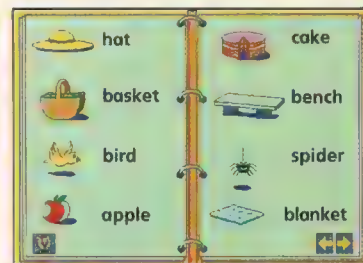 hat
basket
bird
apple
cake
bench
spider
blanket